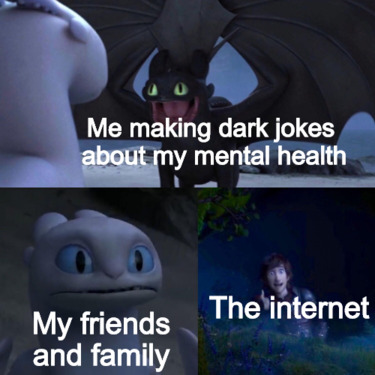 Me making dark jokes
about my mental health
My friends
and family
The internet